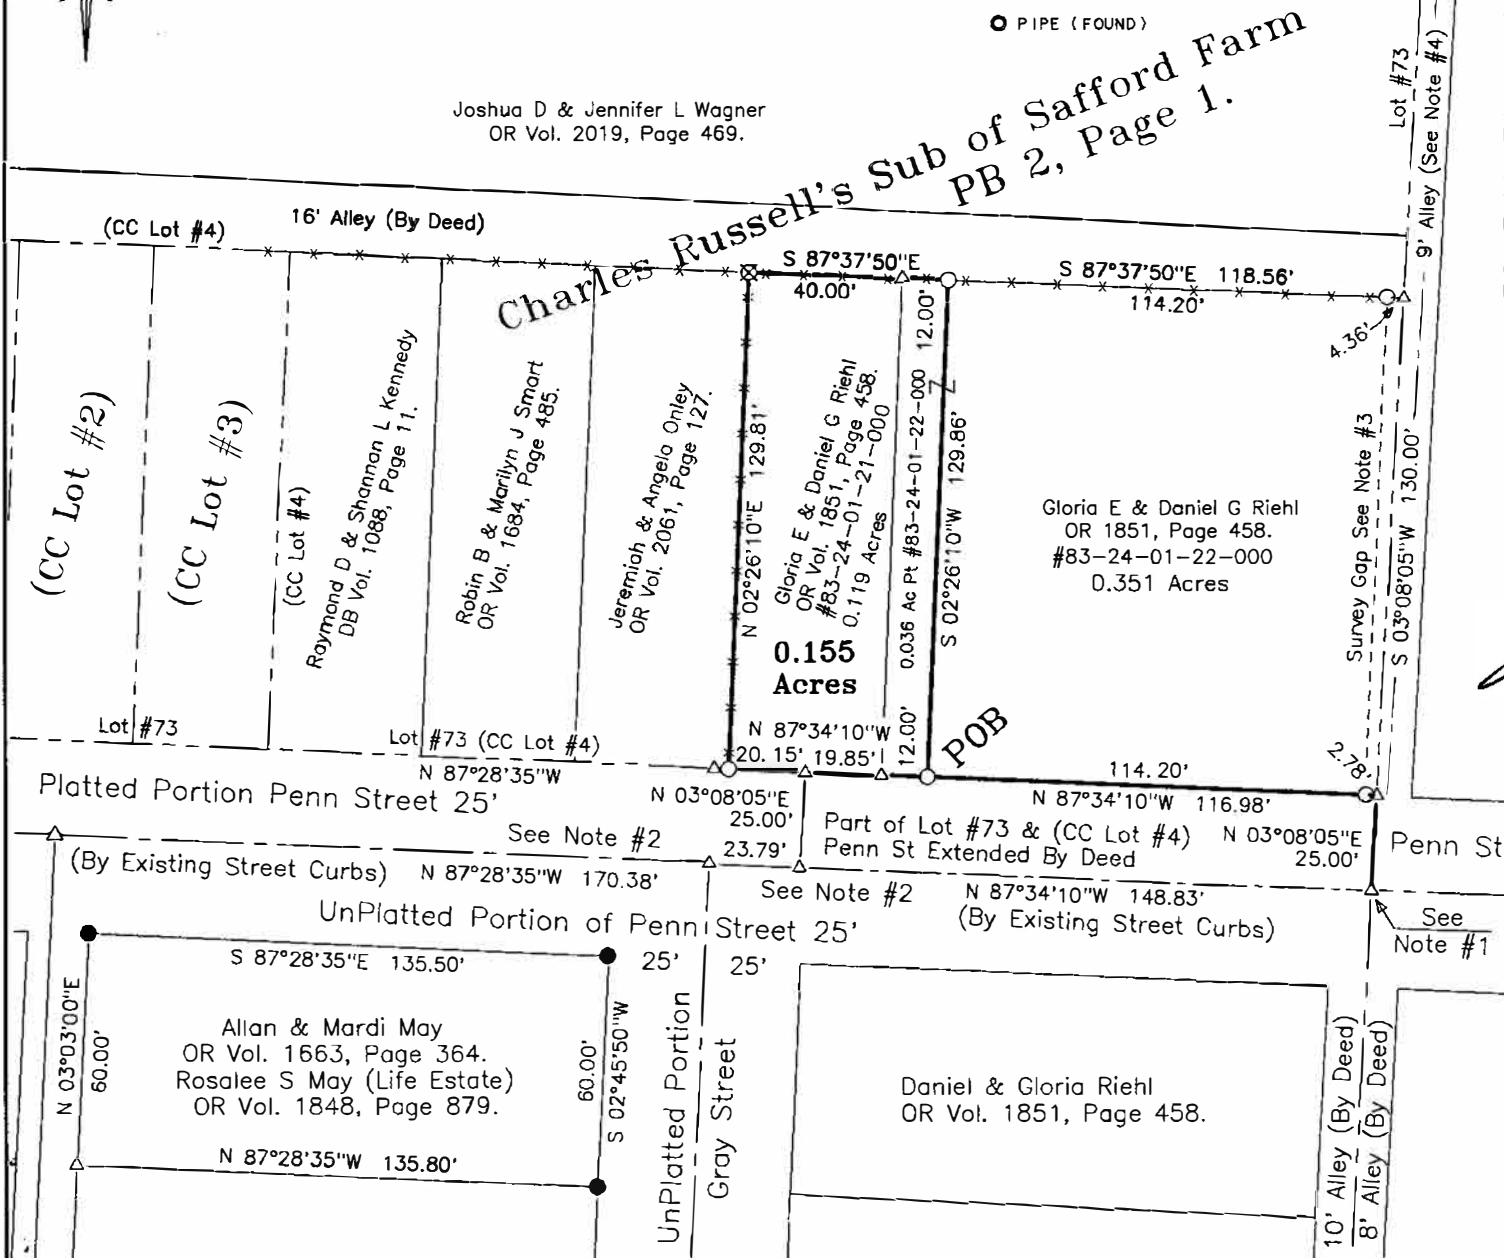 PIPE (FOUND)
Charles Russell's Sub of Safford Farm
PB 2, Page 1.
Joshua D & Jennifer L Wagner
OR Vol. 2019, Page 469.
Lot #73
9' Alley (See Note #4)
16' Alley (By Deed)
(CC Lot #4)
S 87°37'50"E
40.00'
S 87°37'50"E 118.56'
114.20'
4.36'
(CC Lot #2)
(CC Lot #3)
(CC Lot #4)
Raymond D & Shannan L Kennedy
DB Vol. 1088, Page 11.
Robin B & Marilyn J Smart
OR Vol. 1684, Page 485.
Jeremiah & Angela Onley
OR Vol. 2061, Page 127.
N 02°26'10"E 129.81'
Gloria E & Daniel G Riehl
OR Vol. 1851, Page 458.
#83-24-01-21-000
0.119 Acres
0.036 Ac Pt #83-24-01-22-000 12.00'
S 02°26'10"W 129.86'
Z
Gloria E & Daniel G Riehl
OR 1851, Page 458.
#83-24-01-22-000
0.351 Acres
Survey Gap See Note #3
S 03°08'05"W 130.00'
0.155
Acres
12.00'
POB
N 87°34'10"W
20.15' 19.85'
Lot #73
Lot #73 (CC Lot #4)
N 87°28'35"W
2.78'
114.20'
N 87°34'10"W 116.98'
Platted Portion Penn Street 25'
N 03°08'05"E
25.00'
See Note #2
23.79'
Part of Lot #73 & (CC Lot #4)
Penn St Extended By Deed
N 03°08'05"E
25.00'
Penn St
(By Existing Street Curbs)
N 87°28'35"W 170.38'
See Note #2
N 87°34'10"W 148.83'
(By Existing Street Curbs)
See
Note #1
UnPlatted Portion of Penn Street 25'
S 87°28'35"E 135.50'
25'
25'
N 03°03'00"E
60.00'
Allan & Mardi May
OR Vol. 1663, Page 364.
Rosalee S May (Life Estate)
OR Vol. 1848, Page 879.
60.00'
S 02°45'50"W
N 87°28'35"W 135.80'
UnPlatted Portion
Gray Street
Daniel & Gloria Riehl
OR Vol. 1851, Page 458.
10' Alley (By Deed)
8' Alley (By Deed)